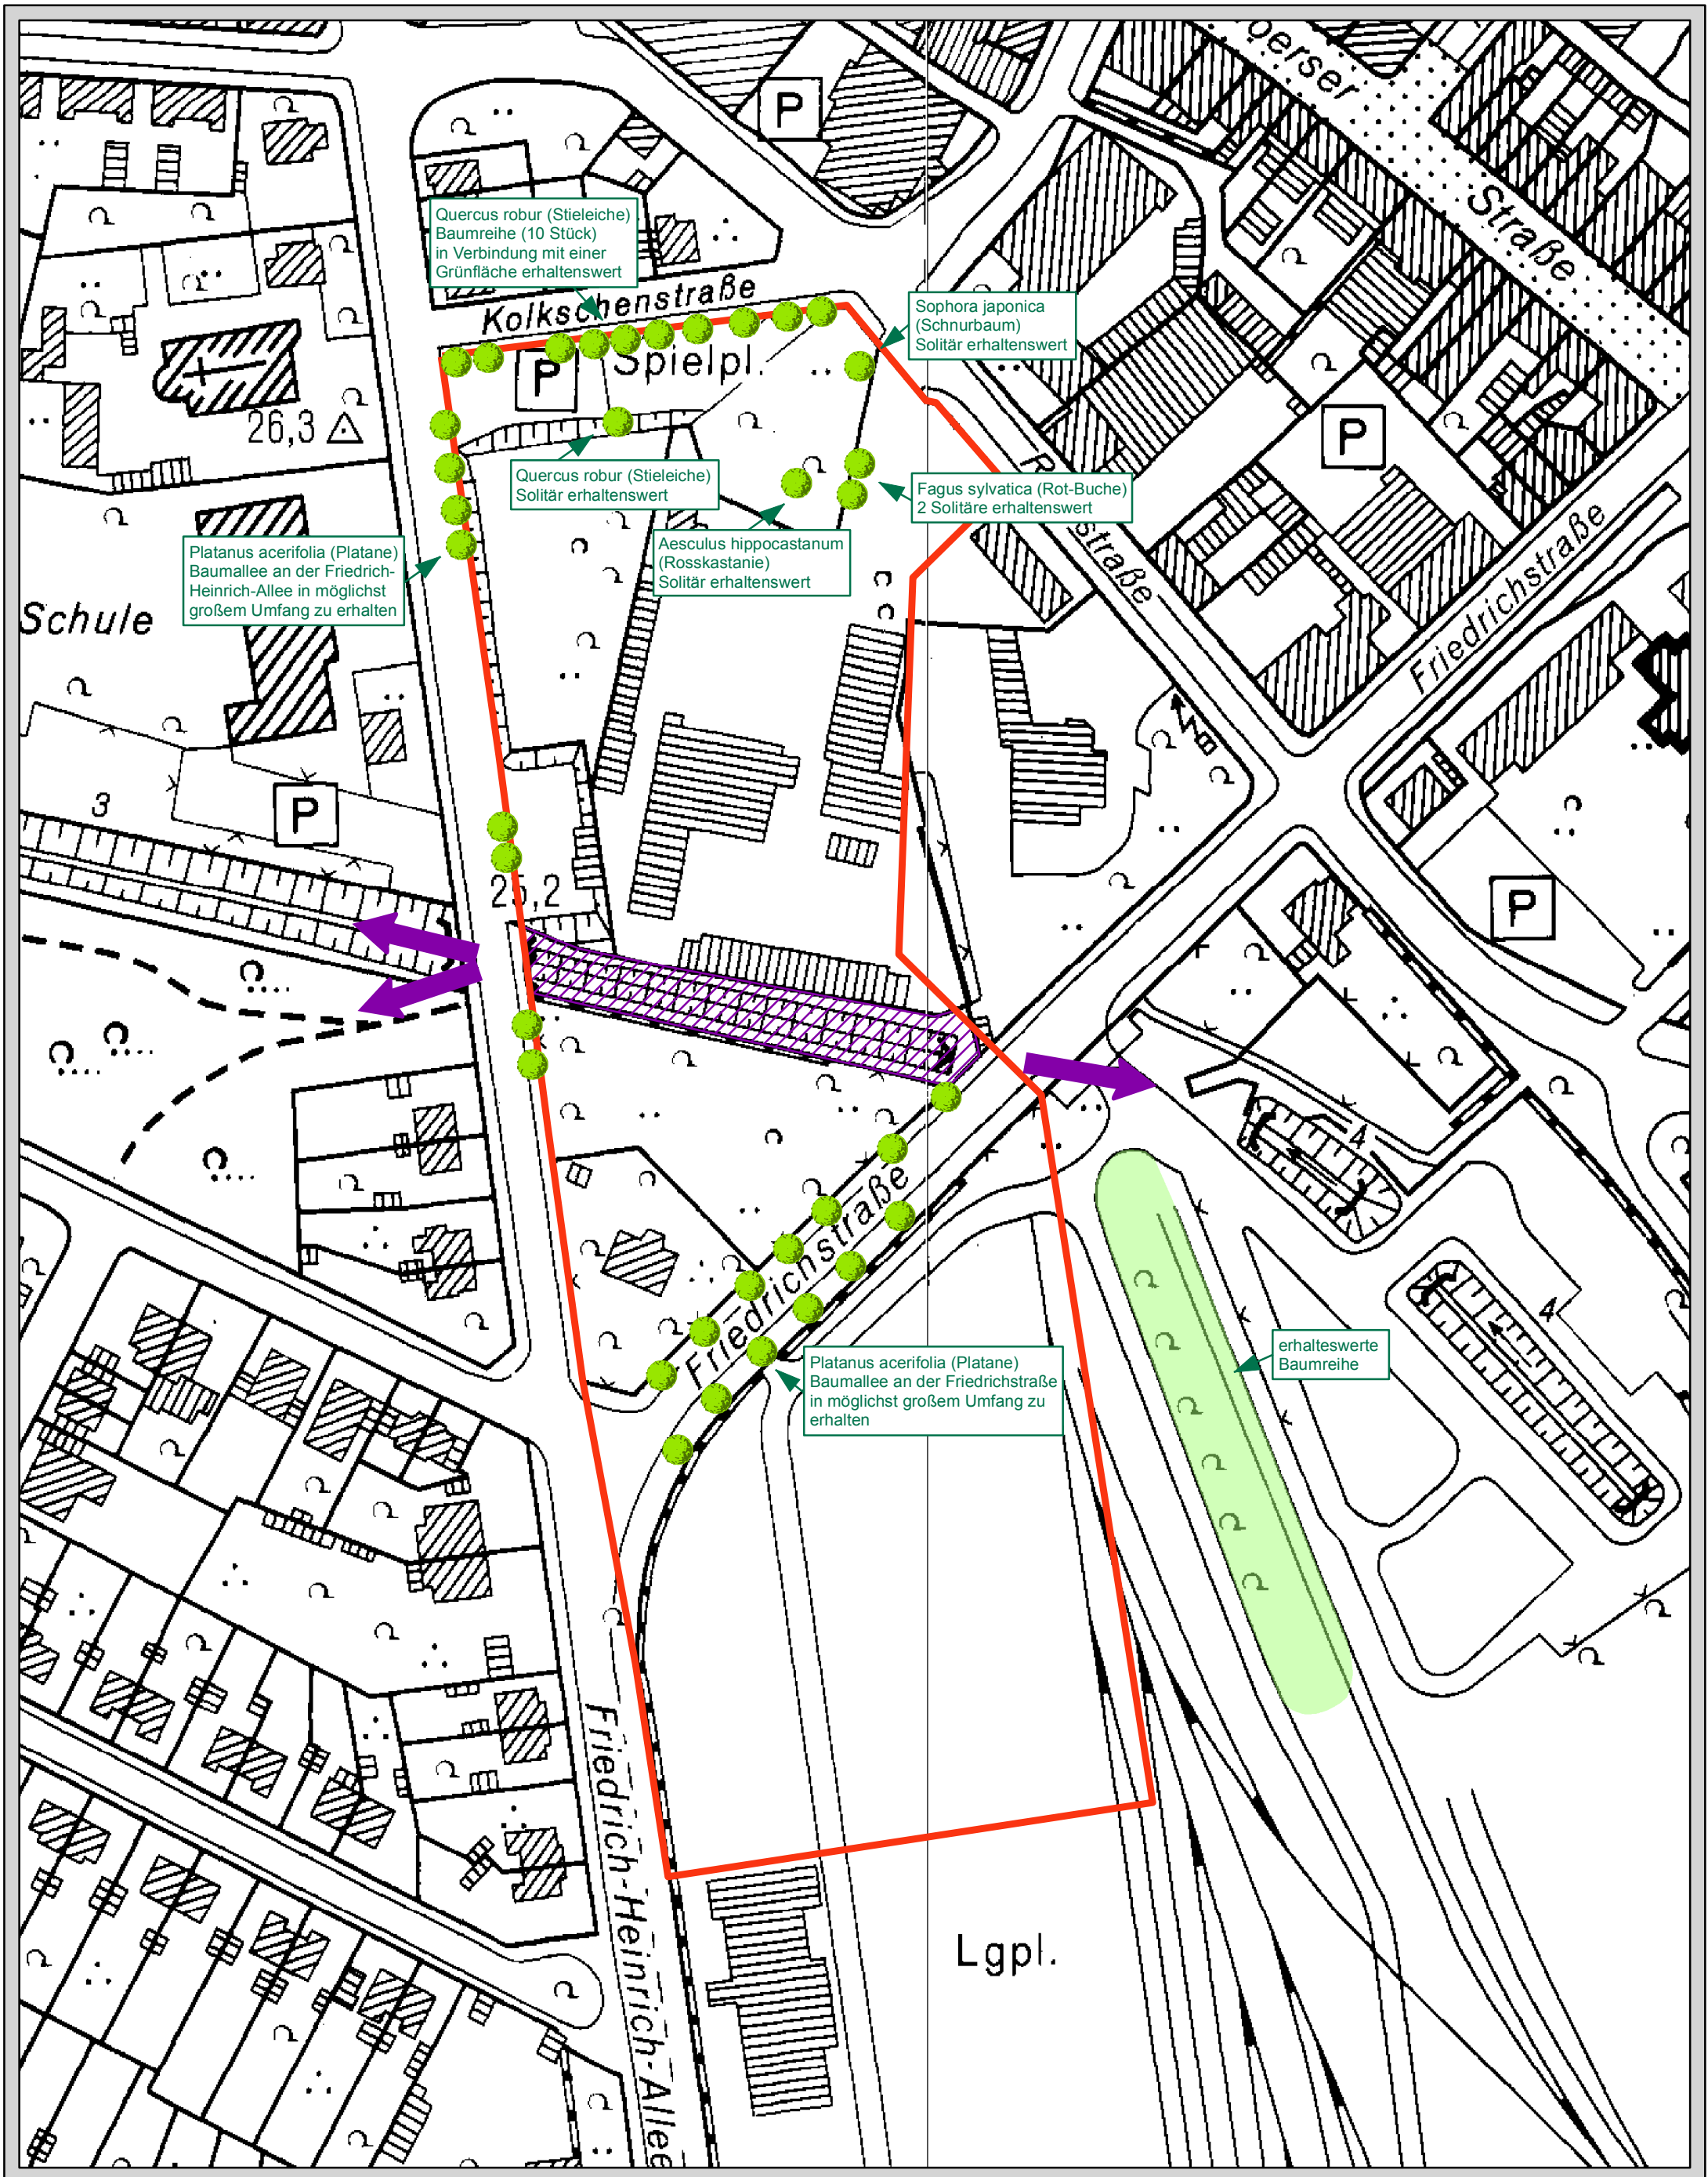 oerser
Straße
P
Quercus robur (Stieleiche)
Baumreihe (10 Stück)
in Verbindung mit einer
Grünfläche erhaltenswert
Kolkschenstraße
Sophora japonica
(Schnurbaum)
Solitär erhaltenswert
P
Spielpl.
26,3
P
Quercus robur (Stieleiche)
Solitär erhaltenswert
Fagus sylvatica (Rot-Buche)
2 Solitäre erhaltenswert
Platanus acerifolia (Platane)
Baumallee an der Friedrich-
Heinrich-Allee in möglichst
großem Umfang zu erhalten
Aesculus hippocastanum
(Rosskastanie)
Solitär erhaltenswert
straße
Friedrichstraße
Schule
3
P
25,2
P
4
4
Friedrichstraße
Platanus acerifolia (Platane)
Baumallee an der Friedrichstraße
in möglichst großem Umfang zu
erhalten
erhalteswerte
Baumreihe
Friedrich-Heinrich-Allee
Lgpl.